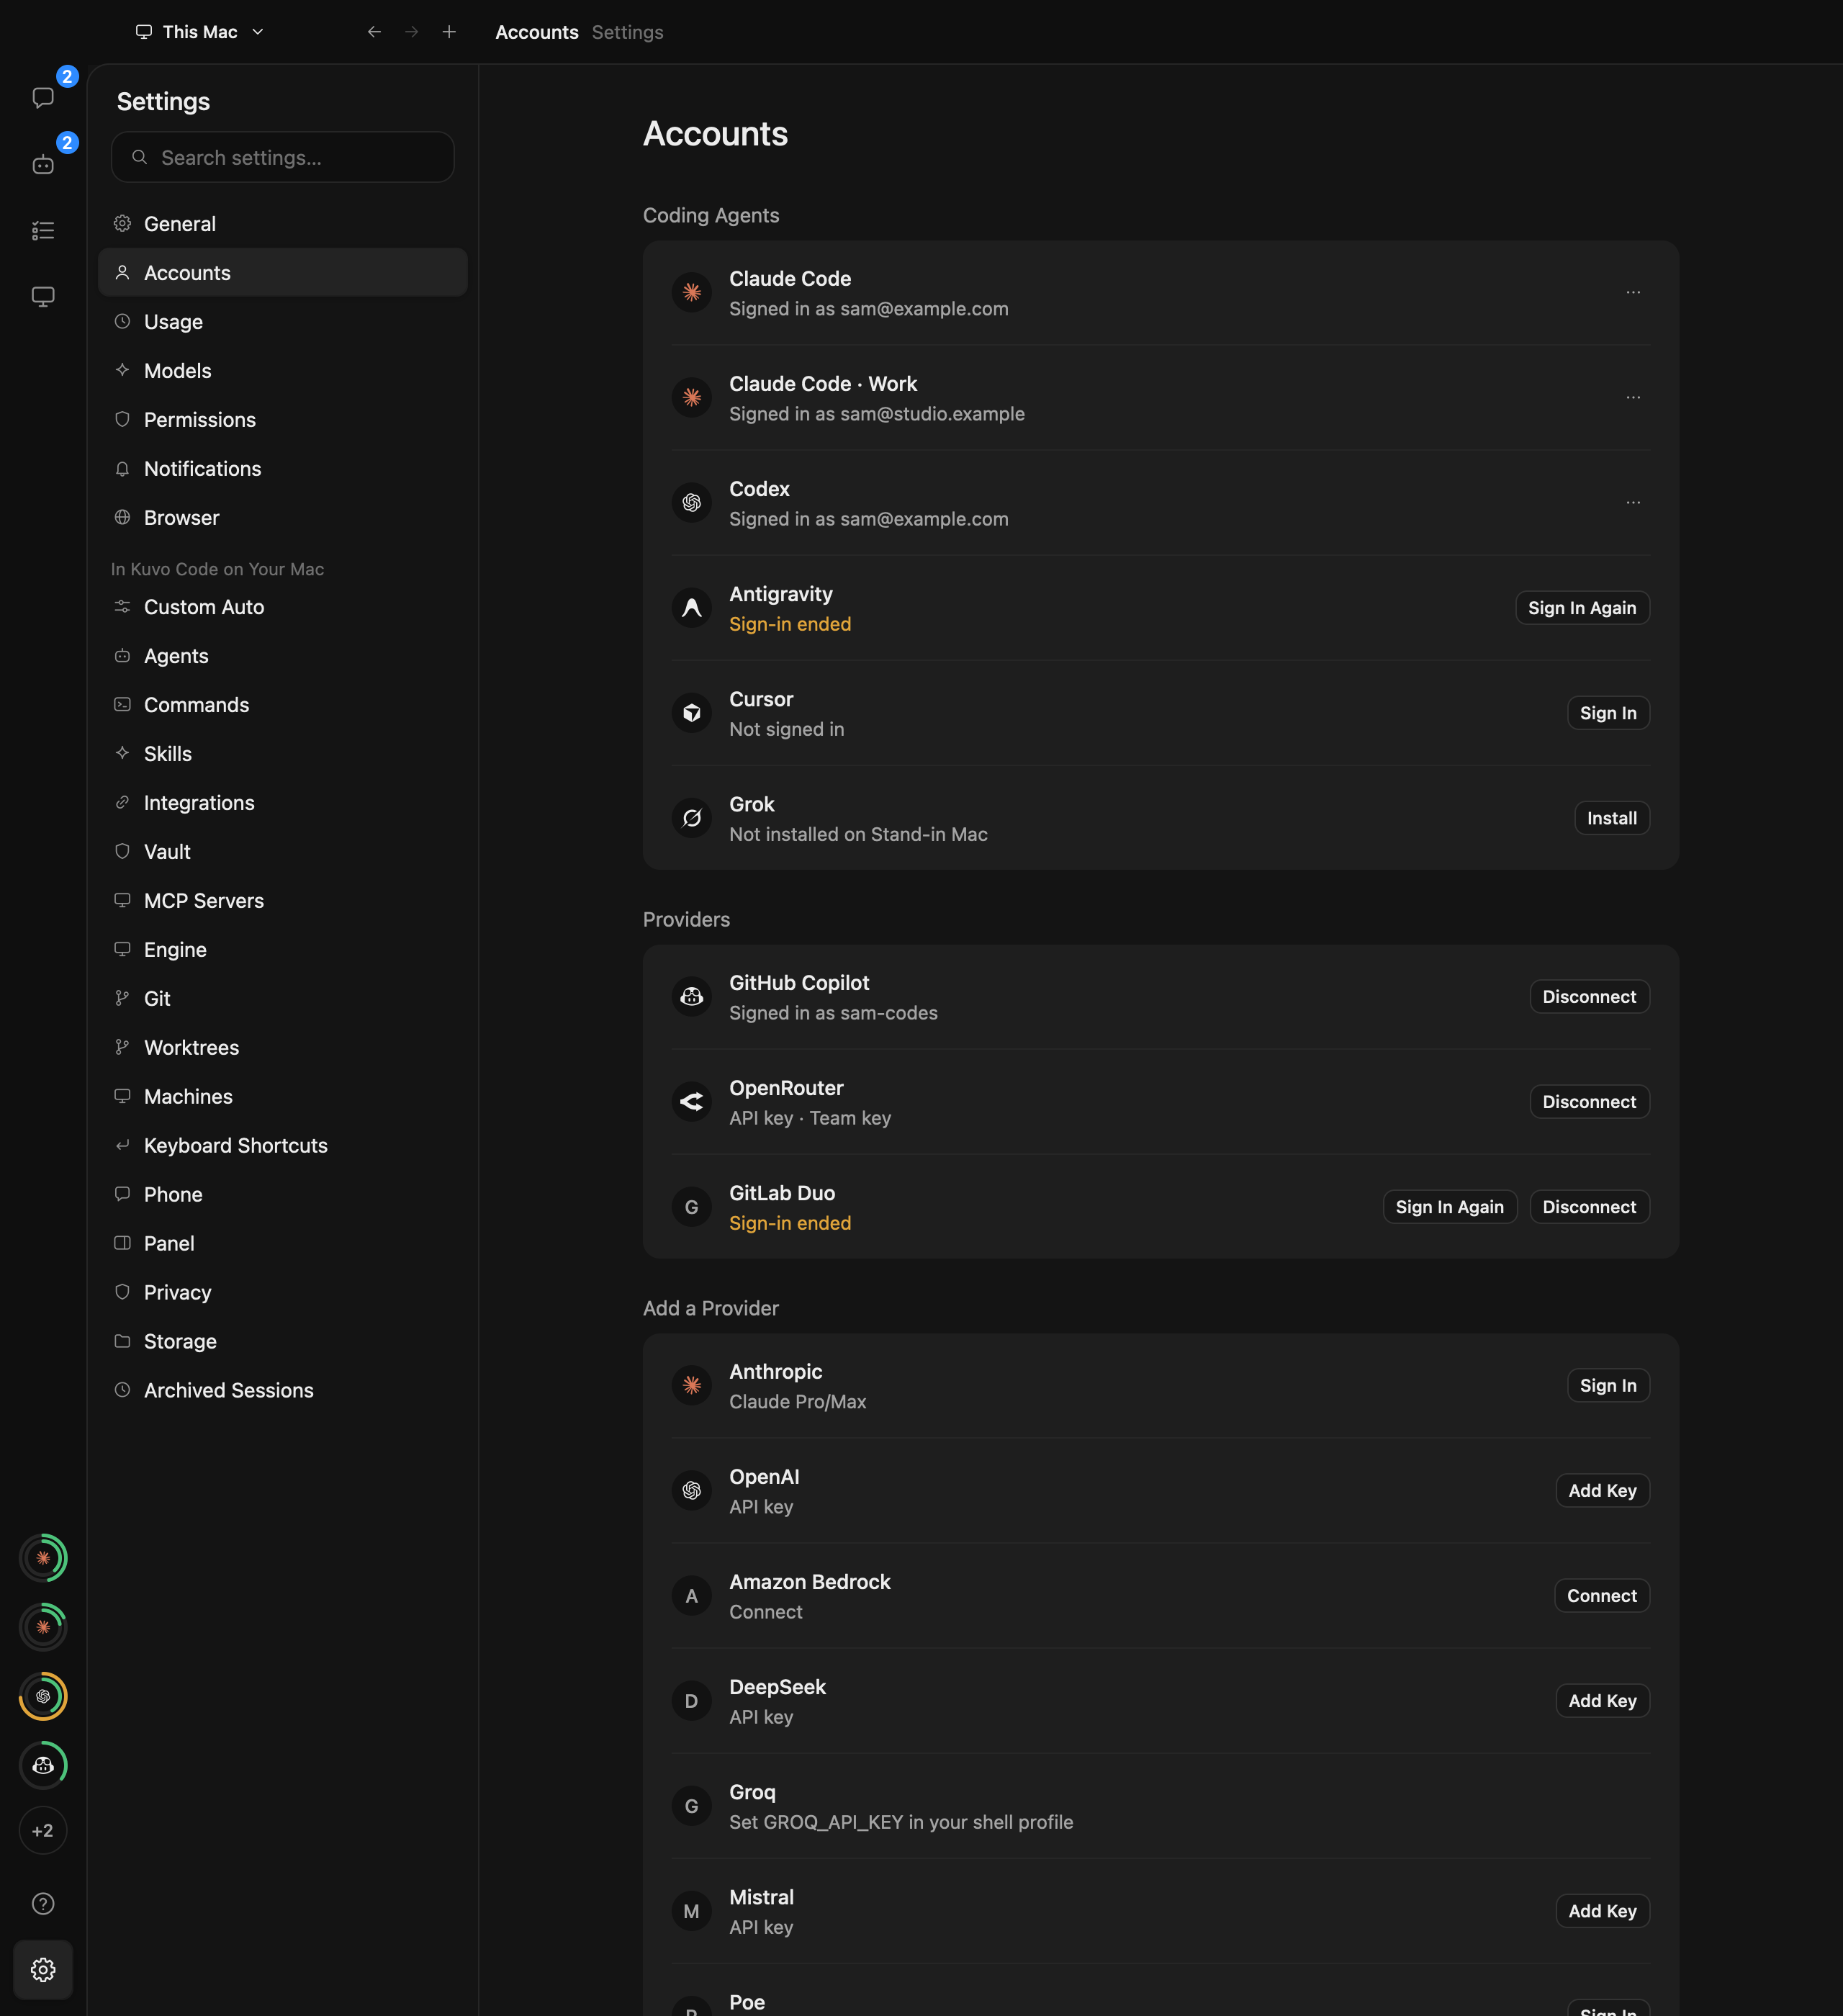 This Mac
Accounts Settings
2
2
Settings
Search settings...
General
Accounts
Usage
Models
Permissions
Notifications
Browser
In Kuvo Code on Your Mac
Custom Auto
Agents
Commands
Skills
Integrations
Vault
MCP Servers
Engine
Git
Worktrees
Machines
Keyboard Shortcuts
Phone
Panel
Privacy
Storage
Archived Sessions
+2
Accounts
Coding Agents
Claude Code
Signed in as sam@example.com
Claude Code · Work
Signed in as sam@studio.example
Codex
Signed in as sam@example.com
Antigravity
Sign-in ended
Sign In Again
Cursor
Not signed in
Sign In
Grok
Not installed on Stand-in Mac
Install
Providers
GitHub Copilot
Signed in as sam-codes
Disconnect
OpenRouter
API key · Team key
Disconnect
G
GitLab Duo
Sign-in ended
Sign In Again
Disconnect
Add a Provider
Anthropic
Claude Pro/Max
Sign In
OpenAI
API key
Add Key
A
Amazon Bedrock
Connect
Connect
D
DeepSeek
API key
Add Key
G
Groq
Set GROQ_API_KEY in your shell profile
M
Mistral
API key
Add Key
P
Poe
Sign In